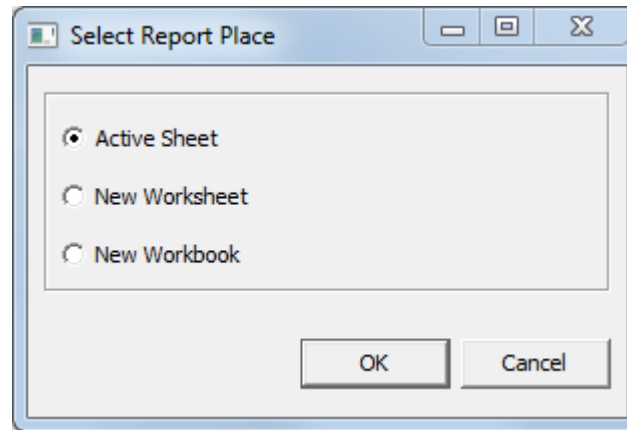 Select Report Place
Active Sheet
New Worksheet
New Workbook
OK Cancel